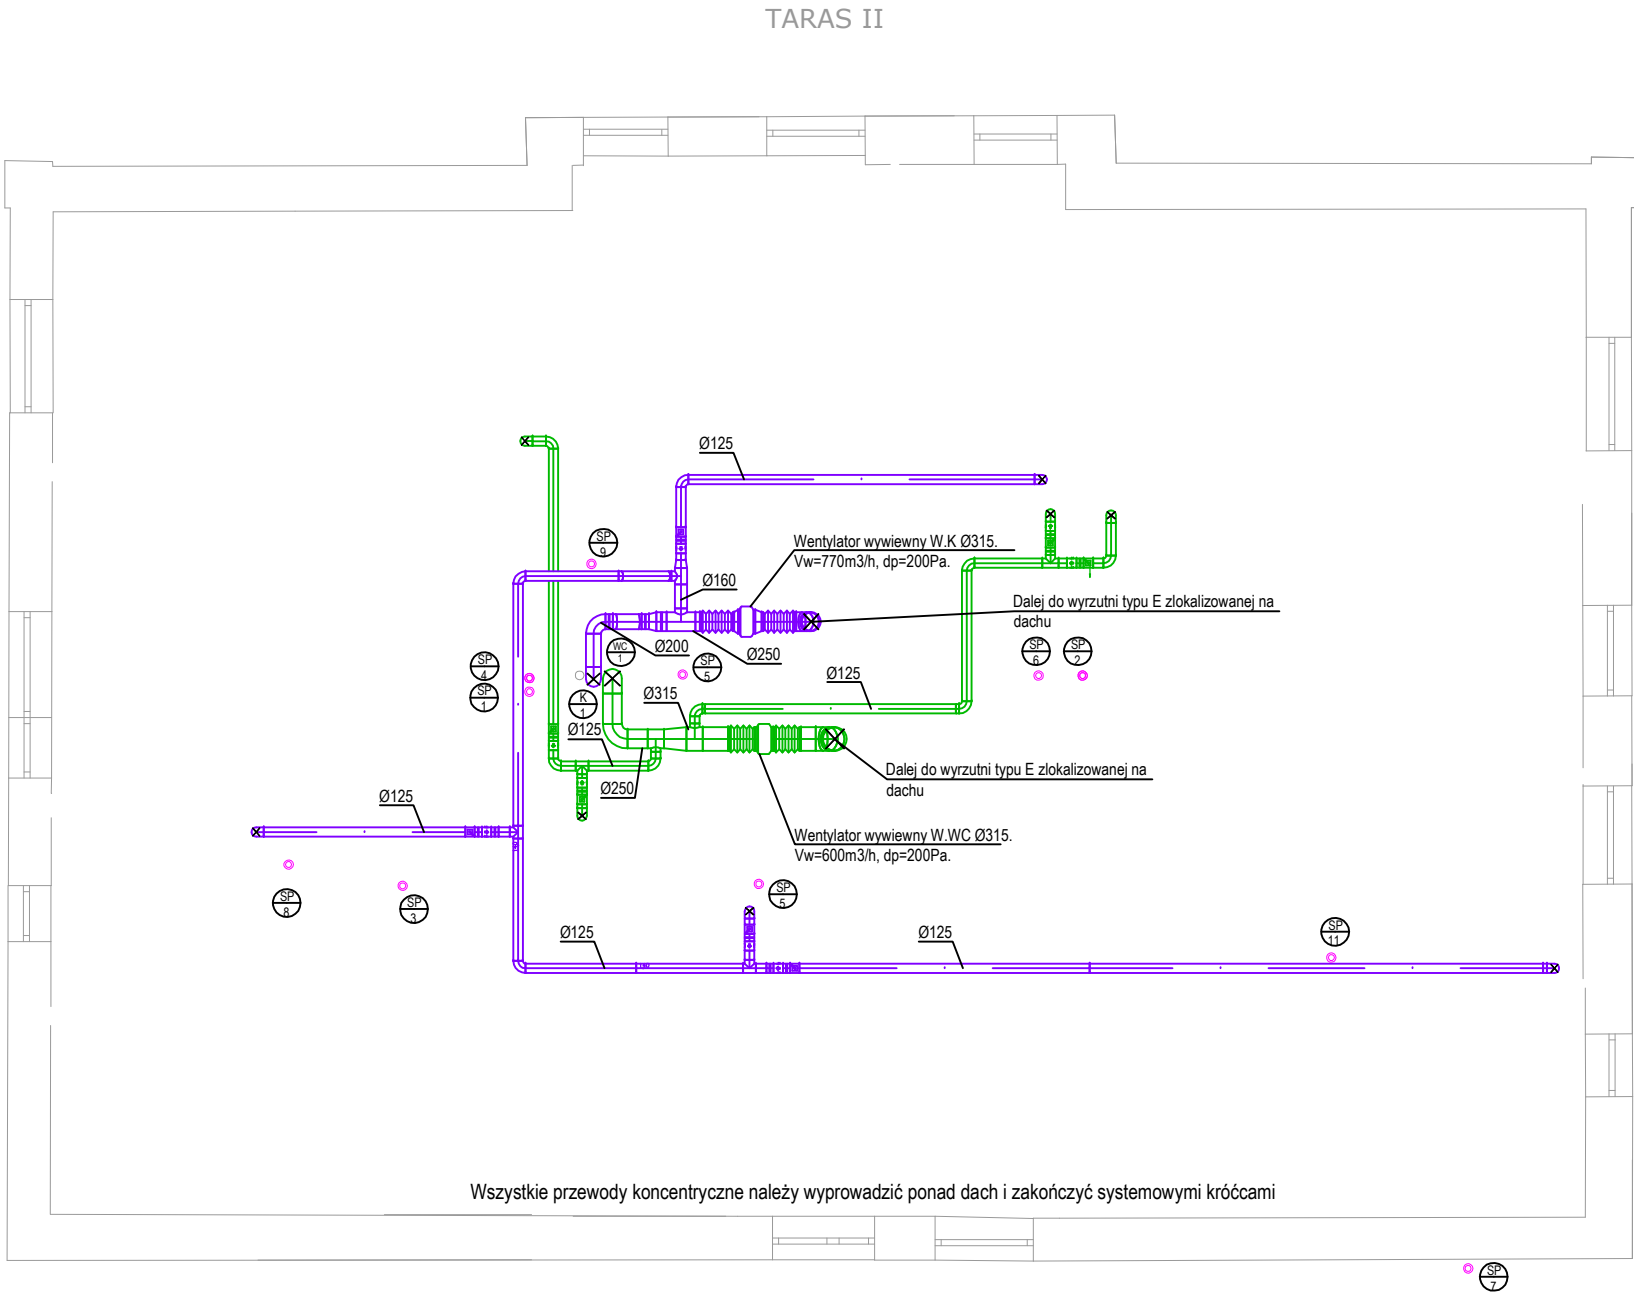 TARAS II
Ø125
SP
9
Wentylator wywiewny W.K Ø315.
Vw=770m3/h, dp=200Pa.
Ø160
Dalej do wyrzutni typu E zlokalizowanej na
dachu
Ø200
Ø250
WC
1
SP
5
SP
6
SP
2
SP
4
SP
1
K
1
Ø315
Ø125
Ø125
Ø250
Dalej do wyrzutni typu E zlokalizowanej na
dachu
Ø125
Wentylator wywiewny W.WC Ø315.
Vw=600m3/h, dp=200Pa.
SP
8
SP
3
SP
5
Ø125
Ø125
SP
11
Wszystkie przewody koncentryczne należy wyprowadzić ponad dach i zakończyć systemowymi króćcami
SP
7